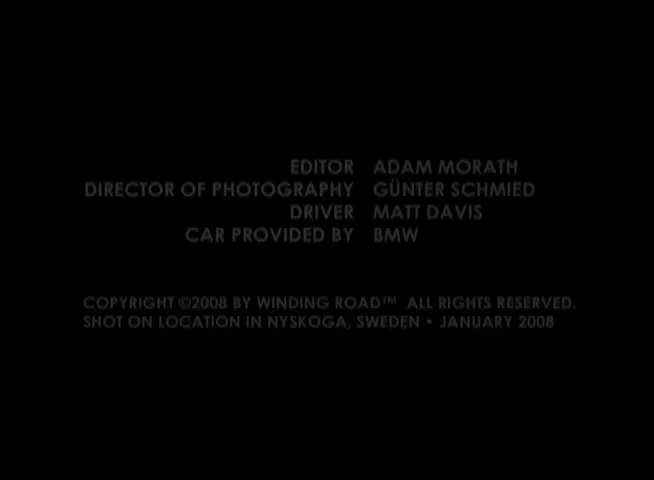 EDITOR ADAM MORATH
DIRECTOR OF PHOTOGRAPHY GÜNTER SCHMIED
DRIVER MATT DAVIS
CAR PROVIDED BY BMW
COPYRIGHT ©2008 BY WINDING ROAD™ ALL RIGHTS RESERVED.
SHOT ON LOCATION IN NYSKOGA, SWEDEN • JANUARY 2008